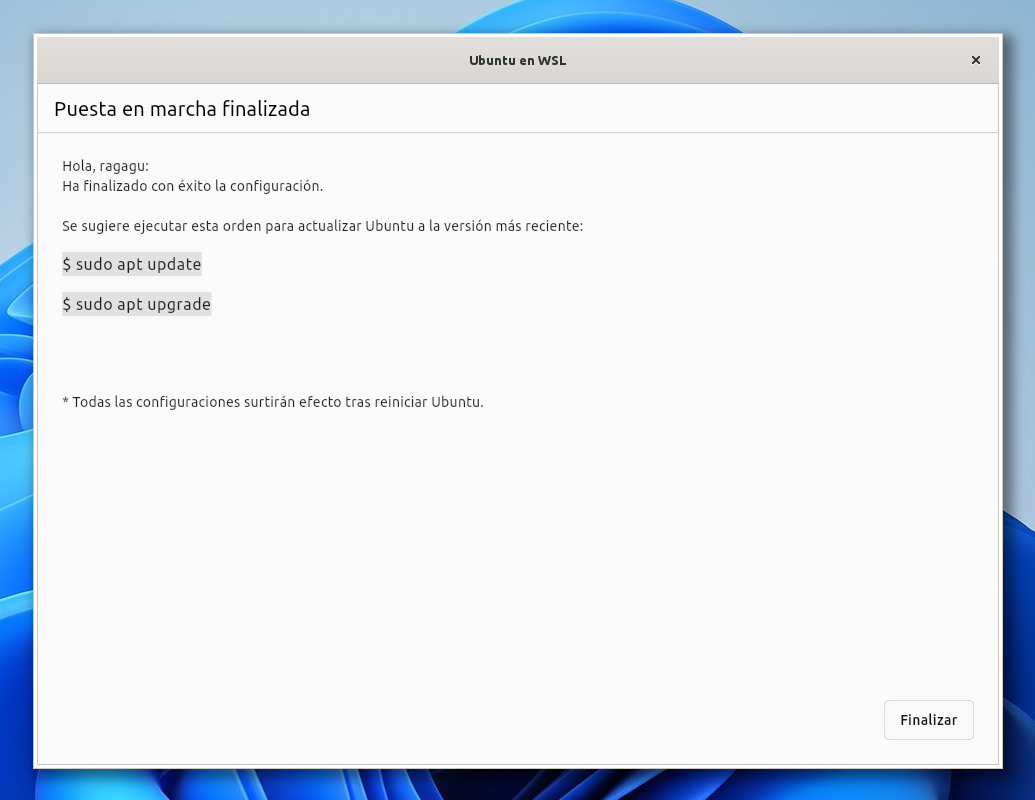 Ubuntu en WSL
Puesta en marcha finalizada
Hola, ragagu:
Ha finalizado con éxito la configuración.
Se sugiere ejecutar esta orden para actualizar Ubuntu a la versión más reciente:
$ sudo apt update
$ sudo apt upgrade
* Todas las configuraciones surtirán efecto tras reiniciar Ubuntu.
Finalizar